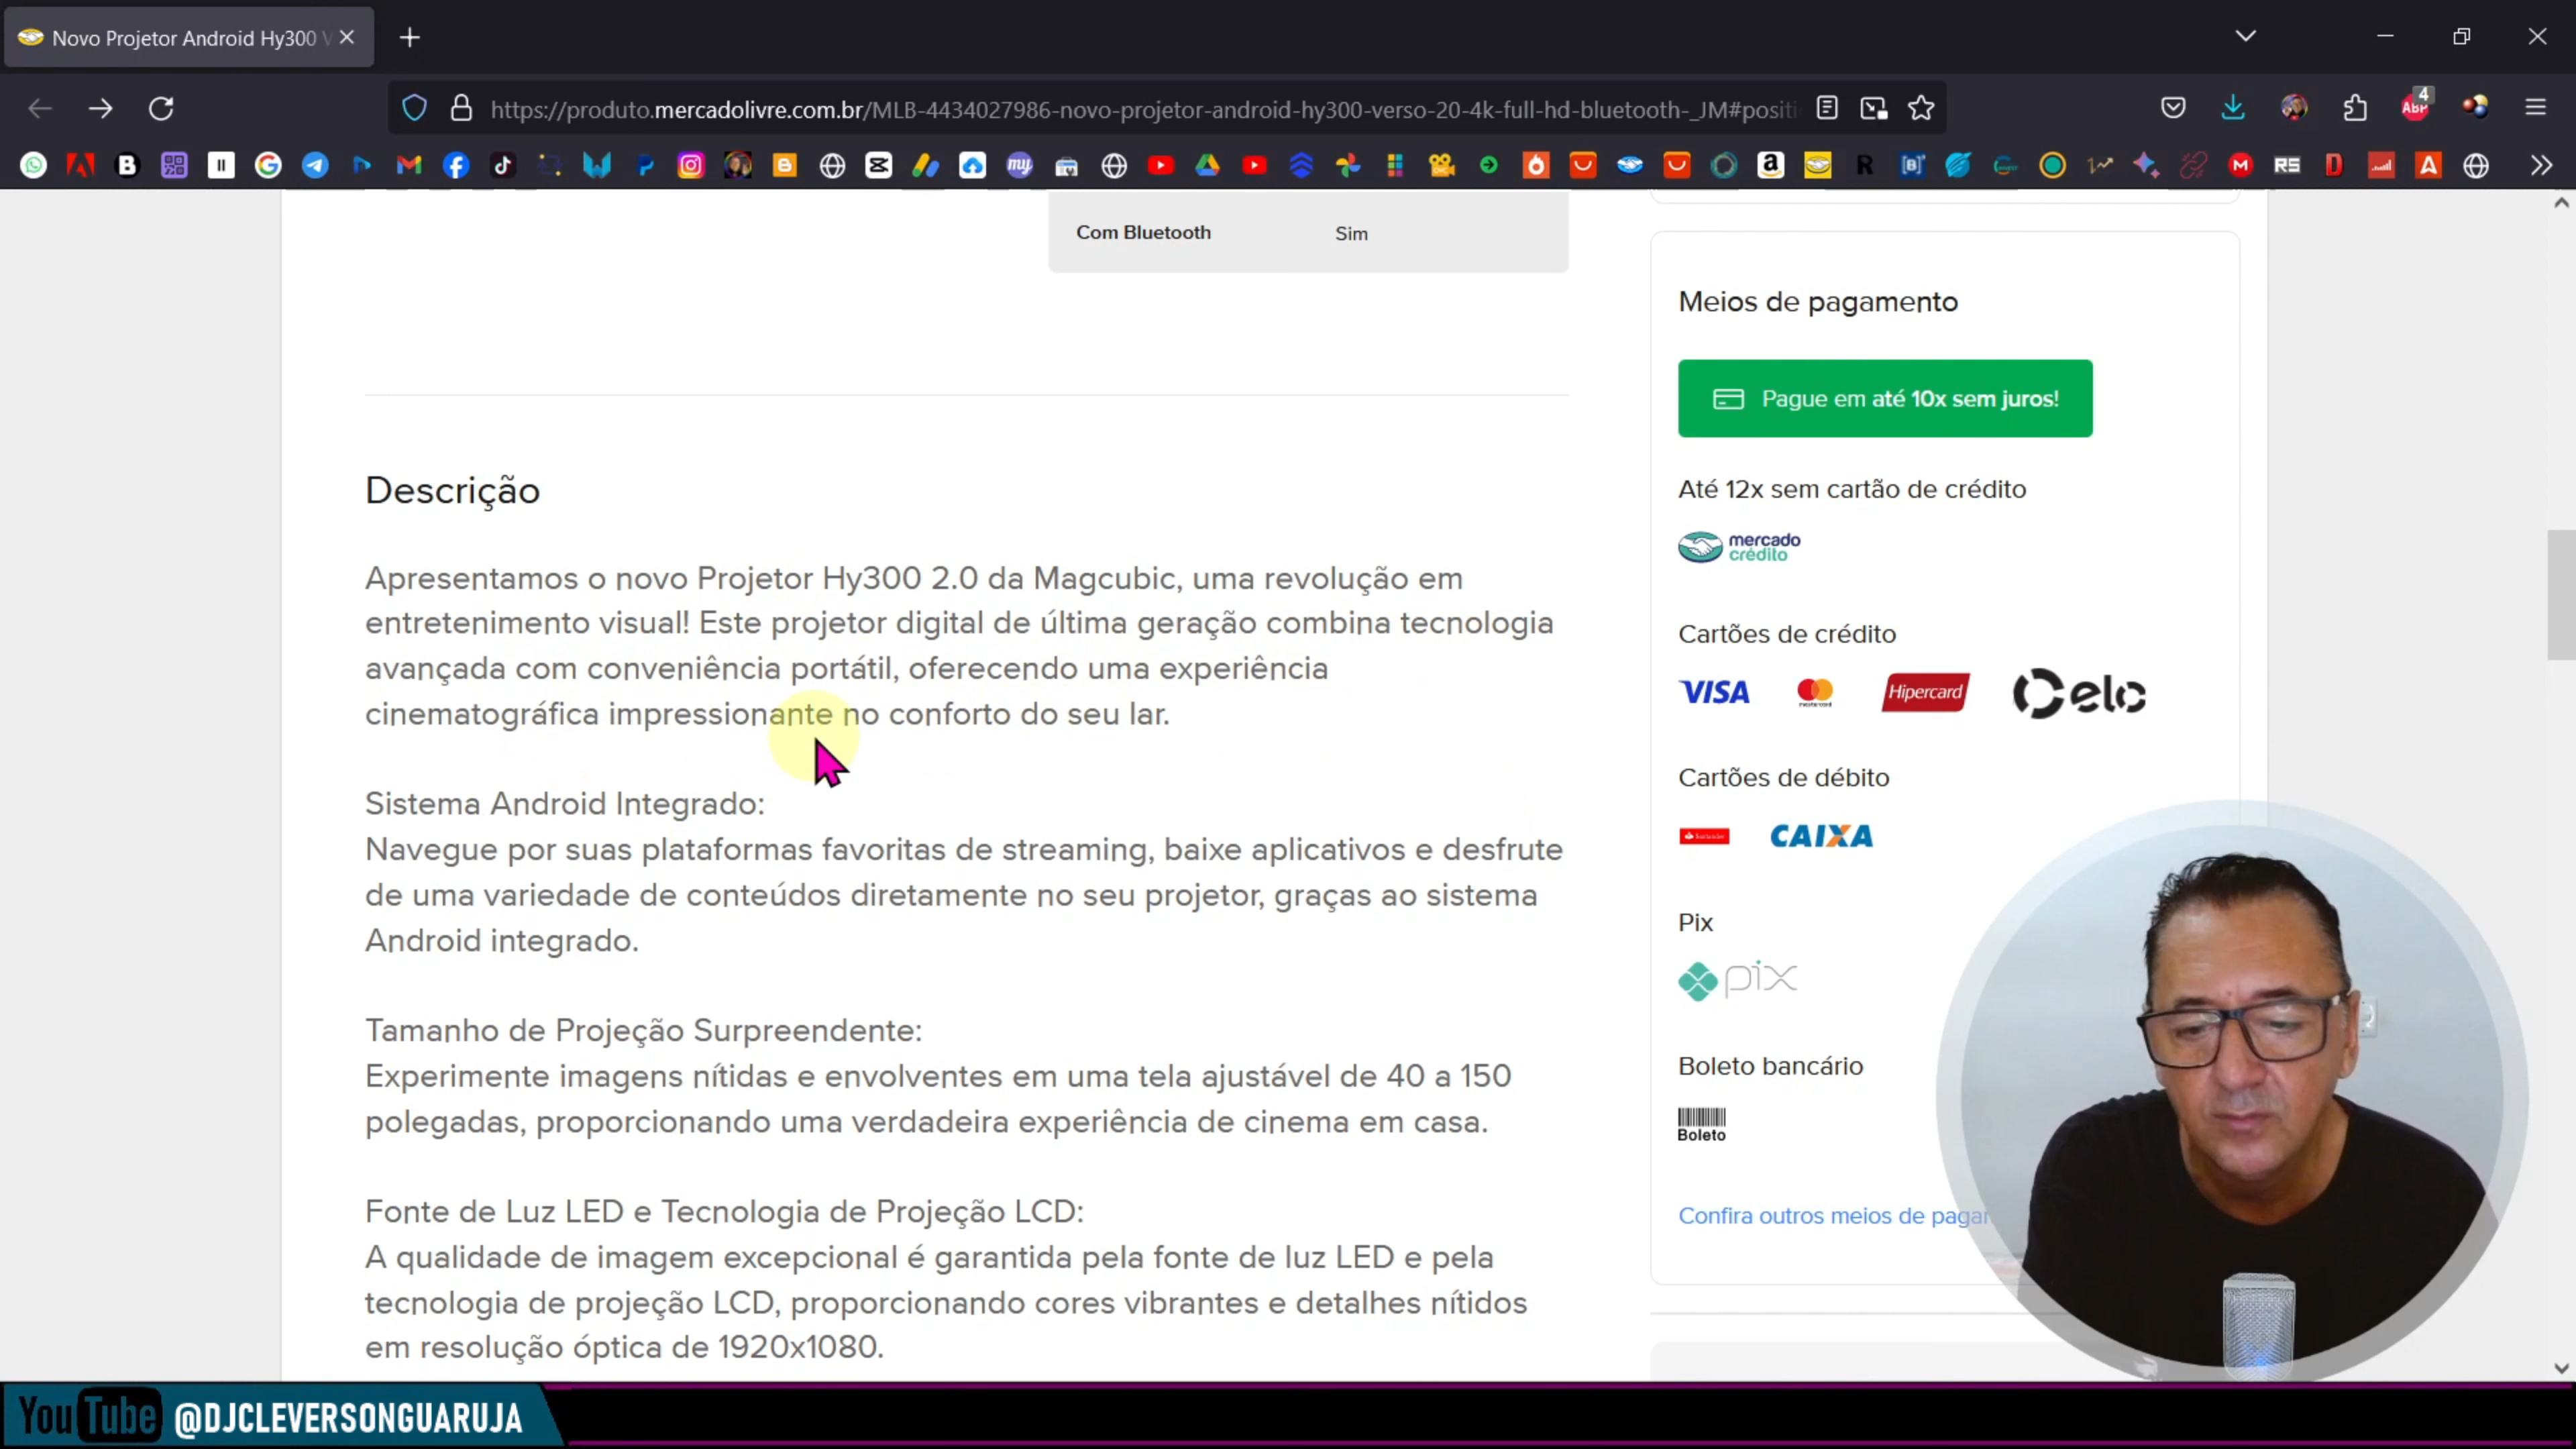 Novo Projetor Android Hy300 V
https://produto.mercadolivre.com.br/MLB-4434027986-novo-projetor-android-hy300-verso-20-4k-full-hd-bluetooth-_JM#positi
4
ABP
Com Bluetooth Sim
Descrição
Apresentamos o novo Projetor Hy300 2.0 da Magcubic, uma revolução em
entretenimento visual! Este projetor digital de última geração combina tecnologia
avançada com conveniência portátil, oferecendo uma experiência
cinematográfica impressionante no conforto do seu lar.
Sistema Android Integrado:
Navegue por suas plataformas favoritas de streaming, baixe aplicativos e desfrute
de uma variedade de conteúdos diretamente no seu projetor, graças ao sistema
Android integrado.
Tamanho de Projeção Surpreendente:
Experimente imagens nítidas e envolventes em uma tela ajustável de 40 a 150
polegadas, proporcionando uma verdadeira experiência de cinema em casa.
Fonte de Luz LED e Tecnologia de Projeção LCD:
A qualidade de imagem excepcional é garantida pela fonte de luz LED e pela
tecnologia de projeção LCD, proporcionando cores vibrantes e detalhes nítidos
em resolução óptica de 1920x1080.
Meios de pagamento
Pague em até 10x sem juros!
Até 12x sem cartão de crédito
mercado
crédito
Cartões de crédito
VISA
mastercard
Hipercard
elo
Cartões de débito
Santander
CAIXA
Pix
pix
Boleto bancário
Boleto
Confira outros meios de pagar
YouTube @DJCLEVERSONGUARUJA